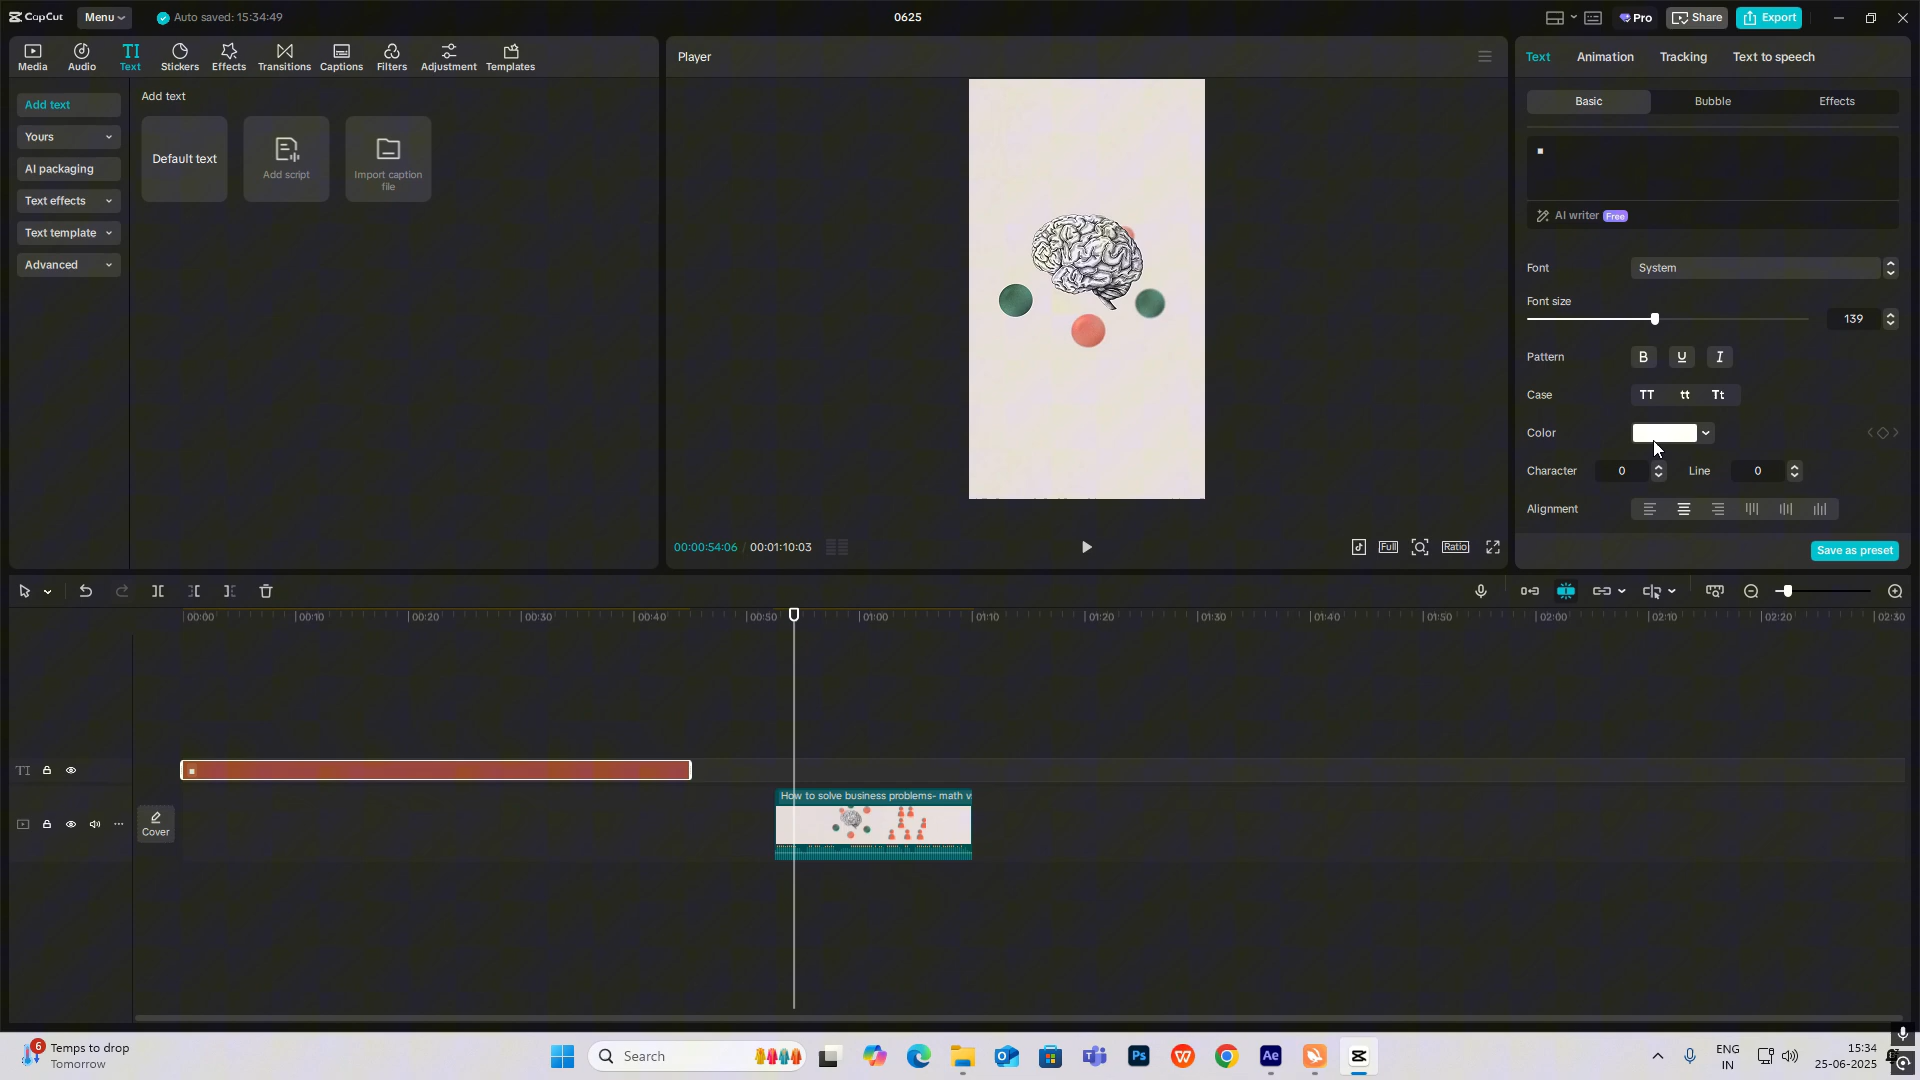 CapCut
Menu
Auto saved: 15:34:49
0625
Pro
Share
Export
Media
Audio
TI
Text
Stickers
Effects
Transitions
Captions
Filters
Adjustment
Templates
Player
Text
Animation
Tracking
Text to speech
Add text
Yours
AI packaging
Text effects
Text template
Advanced
Add text
Default text
Add script
Import caption
file
Basic
Bubble
Effects
AI writer Free
Font
System
Font size
139
Pattern
B U I
Case
TT tt Tt
Color
Character
0
Line
0
Alignment
Save as preset
00:00:54:06 / 00:01:10:03
Full
Ratio
00:00
00:10
00:20
00:30
00:40
00:50
01:00
01:10
01:20
01:30
01:40
01:50
02:00
02:10
02:20
02:30
TI
Cover
How to solve business problems- math v
6
Temps to drop
Tomorrow
Search
Ps
Ae
ENG
IN
15:34
25-06-2025